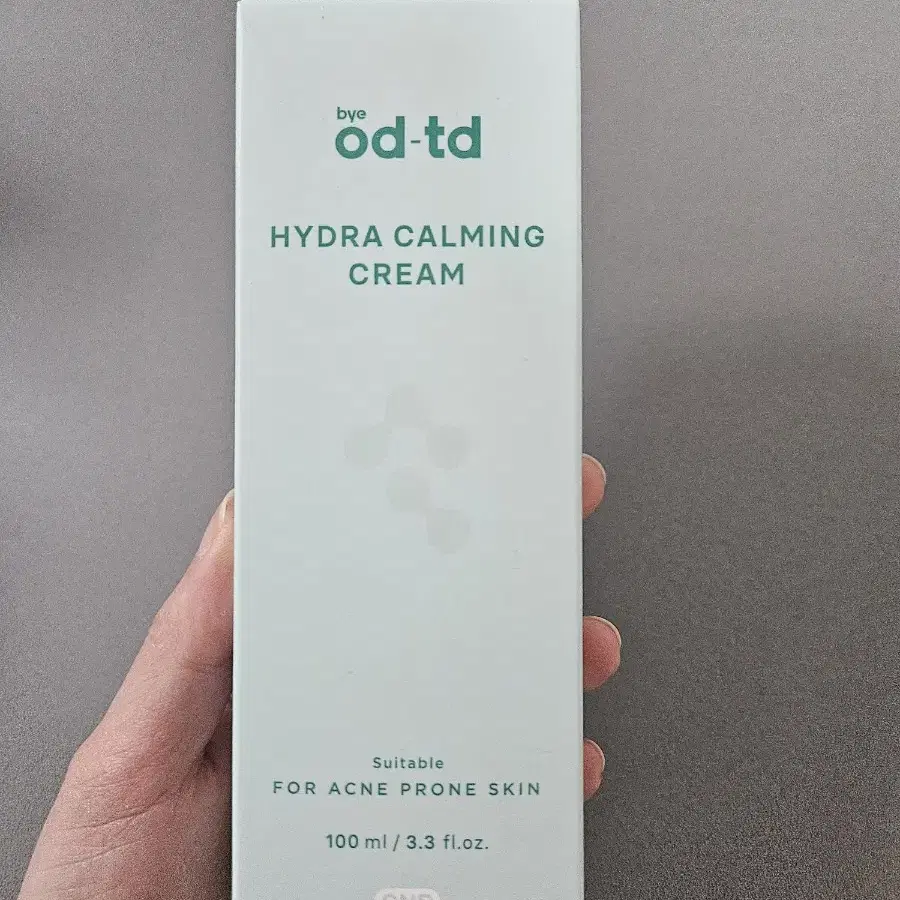 bye
od-td
HYDRA CALMING
CREAM
Suitable
FOR ACNE PRONE SKIN
100 ml / 3.3 fl.oz.